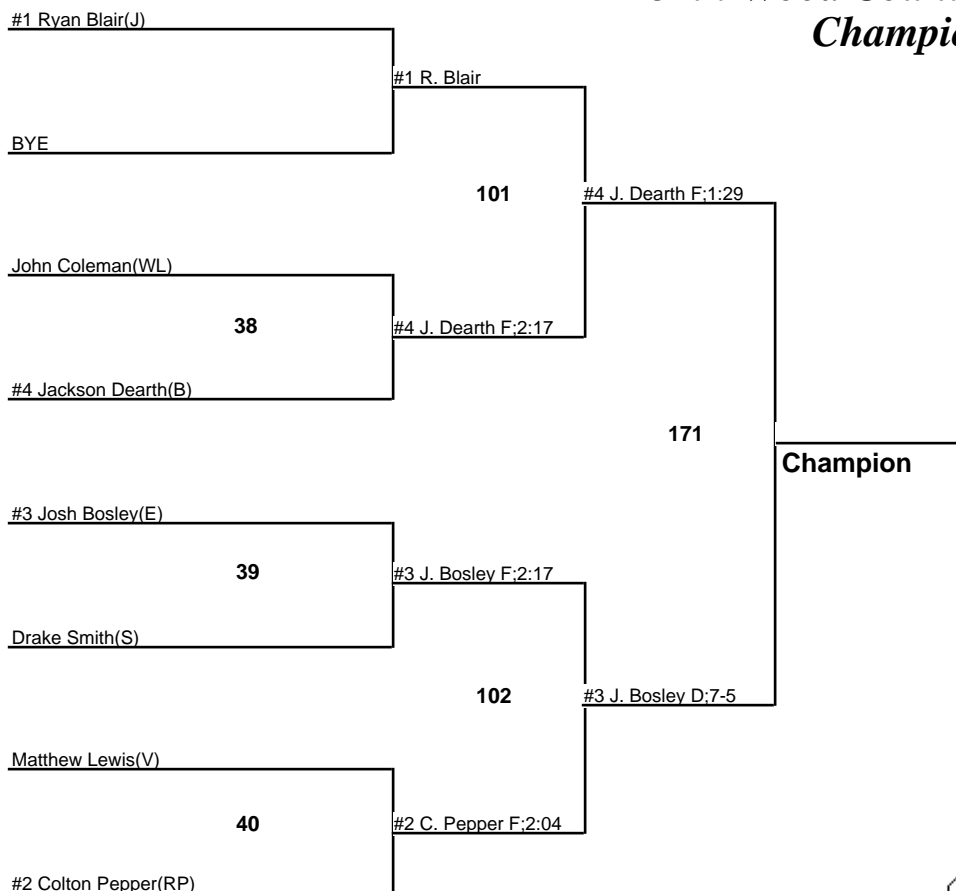 Champio
#1 Ryan Blair(J)
#1 R. Blair
BYE
101
#4 J. Dearth F;1:29
John Coleman(WL)
38
#4 J. Dearth F;2:17
#4 Jackson Dearth(B)
171
Champion
#3 Josh Bosley(E)
39
#3 J. Bosley F;2:17
Drake Smith(S)
102
#3 J. Bosley D;7-5
Matthew Lewis(V)
40
#2 C. Pepper F;2:04
#2 Colton Pepper(RP)